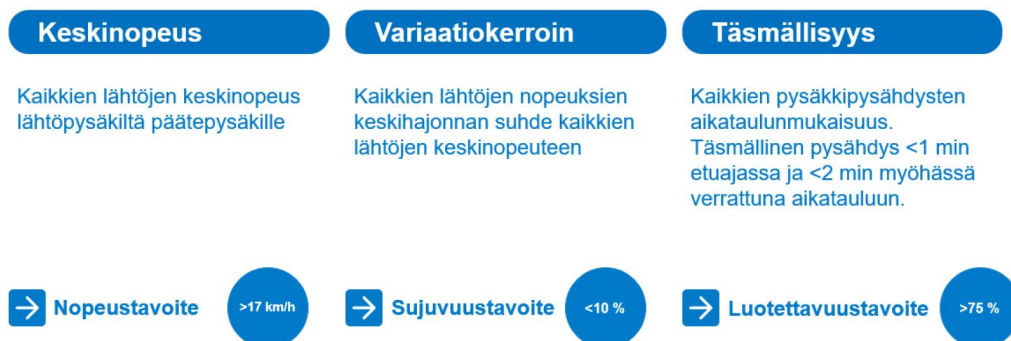 Keskinopeus
Kaikkien lähtöjen keskinopeus
lähtöpysäkiltä päätepysäkille
Nopeustavoite
>17 km/h
Variaatiokerroin
Kaikkien lähtöjen nopeuksien
keskihajonnan suhde kaikkien
lähtöjen keskinopeuteen
Sujuvuustavoite
<10 %
Täsmällisyys
Kaikkien pysäkkipysähdysten
aikataulunmukaisuus.
Täsmällinen pysähdys <1 min
etuajassa ja <2 min myöhässä
verrattuna aikatauluun.
Luotettavuustavoite
>75 %